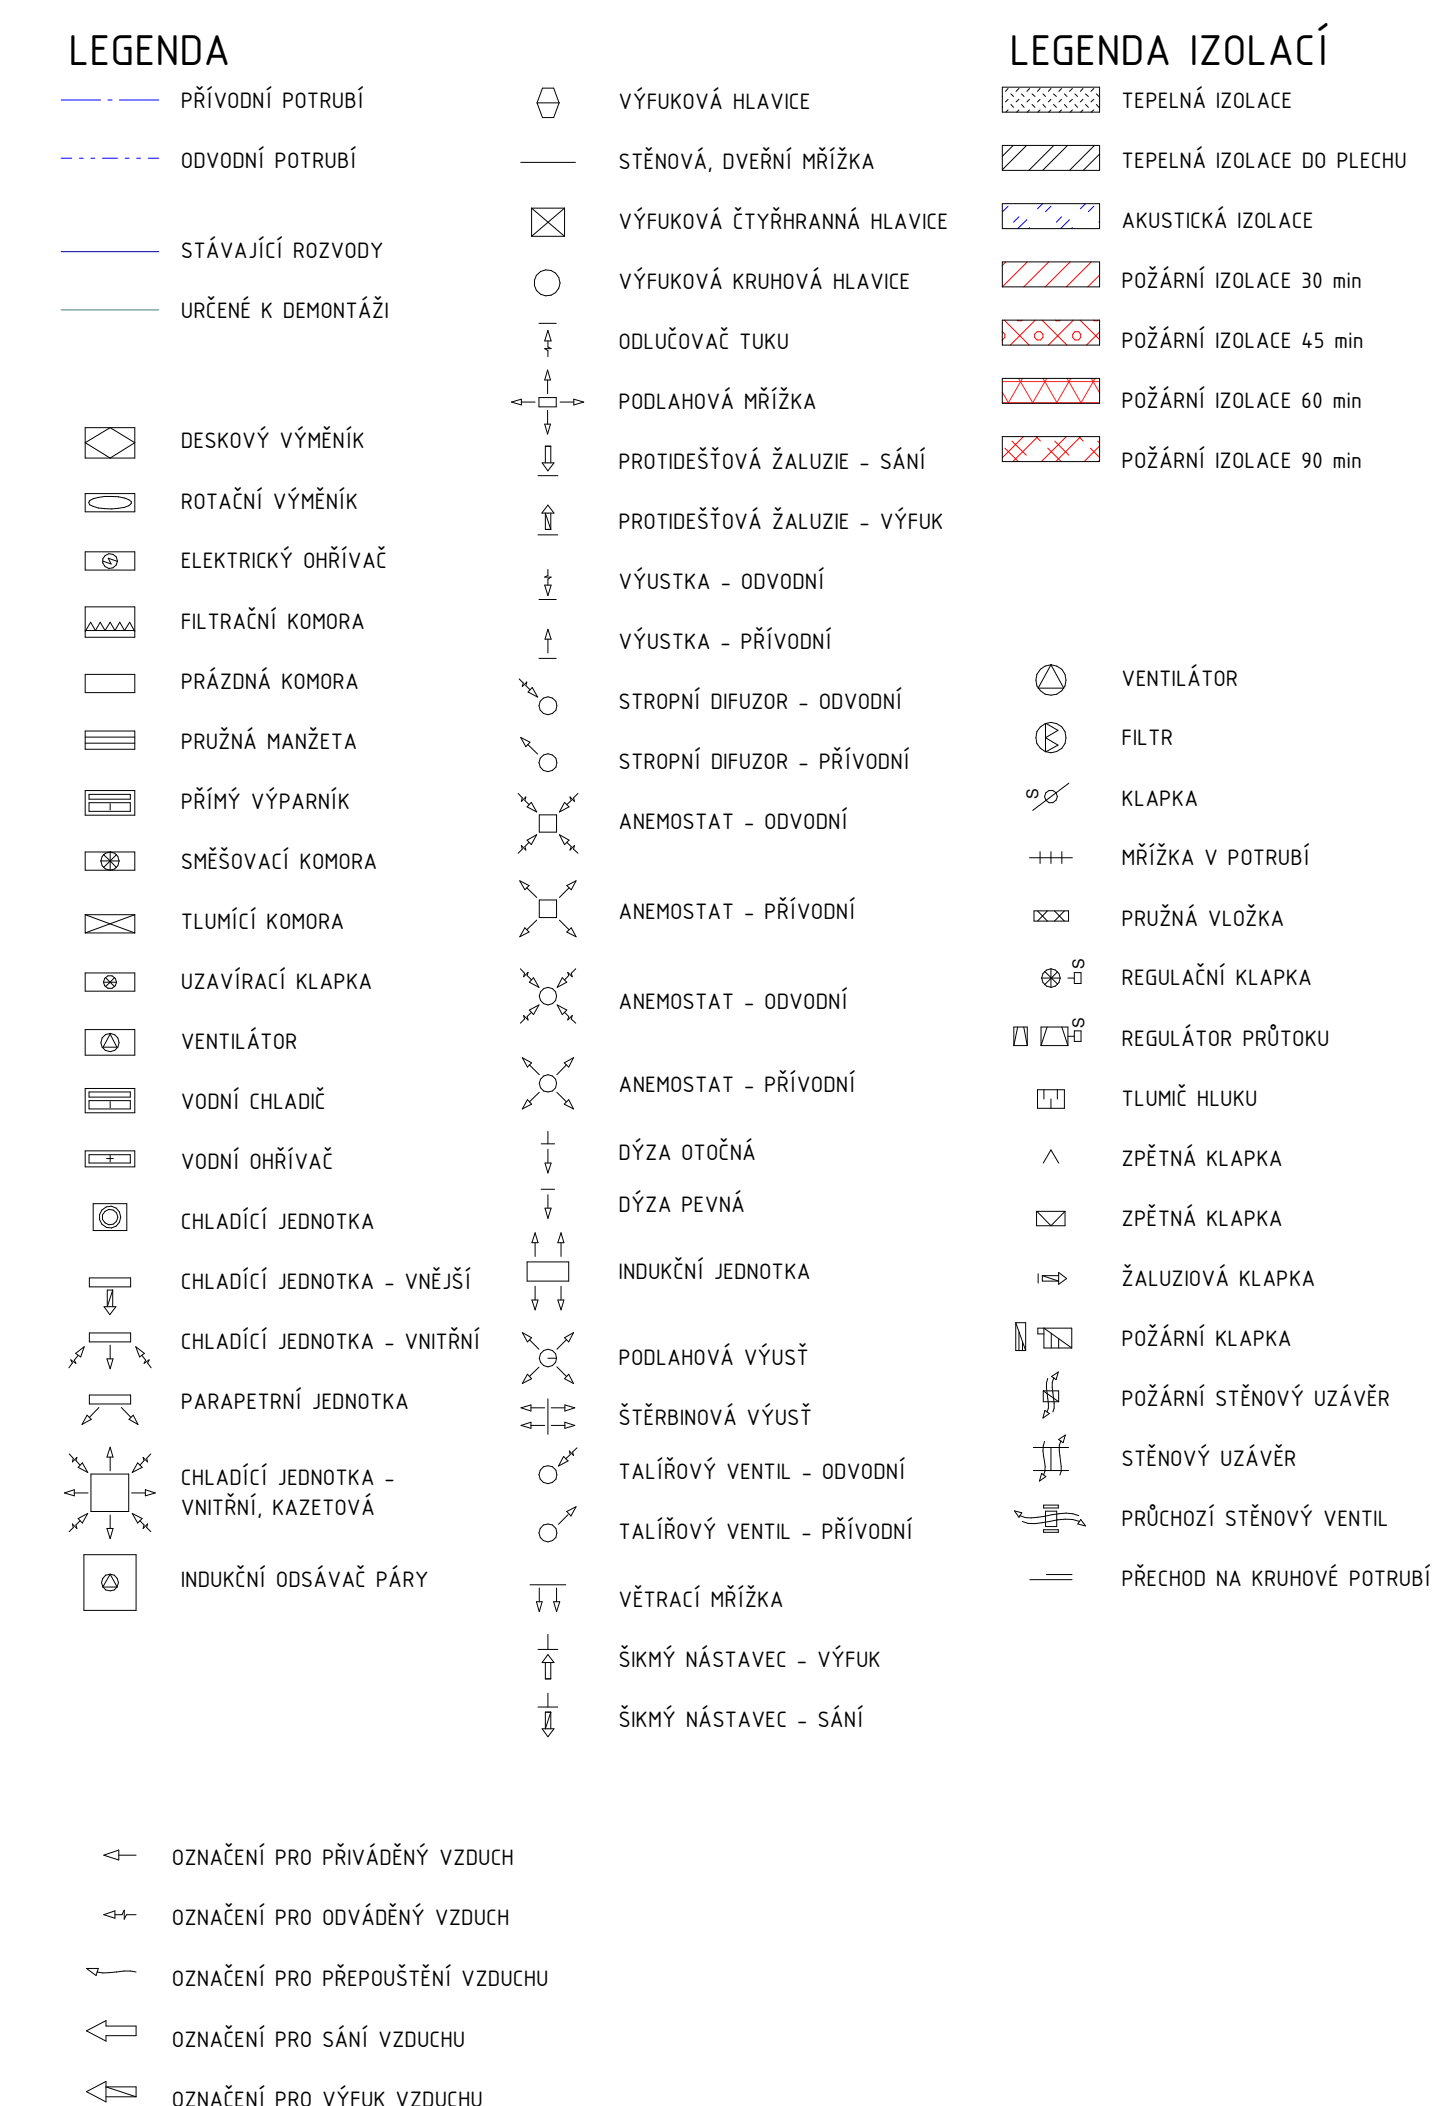 LEGENDA
PŘÍVODNÍ POTRUBÍ
ODVODNÍ POTRUBÍ
STÁVAJÍCÍ ROZVODY
URČENÉ K DEMONTÁŽI
DESKOVÝ VÝMĚNÍK
ROTAČNÍ VÝMĚNÍK
ELEKTRICKÝ OHŘÍVAČ
FILTRAČNÍ KOMORA
PRÁZDNÁ KOMORA
PRUŽNÁ MANŽETA
PŘÍMÝ VÝPARNÍK
SMĚŠOVACÍ KOMORA
TLUMÍCÍ KOMORA
UZAVÍRACÍ KLAPKA
VENTILÁTOR
VODNÍ CHLADIČ
VODNÍ OHŘÍVAČ
CHLADÍCÍ JEDNOTKA
CHLADÍCÍ JEDNOTKA – VNĚJŠÍ
CHLADÍCÍ JEDNOTKA – VNITŘNÍ
PARAPETRNÍ JEDNOTKA
CHLADÍCÍ JEDNOTKA –
VNITŘNÍ, KAZETOVÁ
INDUKČNÍ ODSÁVAČ PÁRY
VÝFUKOVÁ HLAVICE
STĚNOVÁ, DVEŘNÍ MŘÍŽKA
VÝFUKOVÁ ČTYŘHRANNÁ HLAVICE
VÝFUKOVÁ KRUHOVÁ HLAVICE
ODLUČOVAČ TUKU
PODLAHOVÁ MŘÍŽKA
PROTIDEŠŤOVÁ ŽALUZIE – SÁNÍ
PROTIDEŠŤOVÁ ŽALUZIE – VÝFUK
VÝUSTKA – ODVODNÍ
VÝUSTKA – PŘÍVODNÍ
STROPNÍ DIFUZOR – ODVODNÍ
STROPNÍ DIFUZOR – PŘÍVODNÍ
ANEMOSTAT – ODVODNÍ
ANEMOSTAT – PŘÍVODNÍ
ANEMOSTAT – ODVODNÍ
ANEMOSTAT – PŘÍVODNÍ
DÝZA OTOČNÁ
DÝZA PEVNÁ
INDUKČNÍ JEDNOTKA
PODLAHOVÁ VÝUSŤ
ŠTĚRBINOVÁ VÝUSŤ
TALÍŘOVÝ VENTIL – ODVODNÍ
TALÍŘOVÝ VENTIL – PŘÍVODNÍ
VĚTRACÍ MŘÍŽKA
ŠIKMÝ NÁSTAVEC – VÝFUK
ŠIKMÝ NÁSTAVEC – SÁNÍ
LEGENDA IZOLACÍ
TEPELNÁ IZOLACE
TEPELNÁ IZOLACE DO PLECHU
AKUSTICKÁ IZOLACE
POŽÁRNÍ IZOLACE 30 min
POŽÁRNÍ IZOLACE 45 min
POŽÁRNÍ IZOLACE 60 min
POŽÁRNÍ IZOLACE 90 min
VENTILÁTOR
FILTR
S KLAPKA
MŘÍŽKA V POTRUBÍ
PRUŽNÁ VLOŽKA
S REGULAČNÍ KLAPKA
S REGULÁTOR PRŮTOKU
TLUMIČ HLUKU
ZPĚTNÁ KLAPKA
ZPĚTNÁ KLAPKA
ŽALUZIOVÁ KLAPKA
POŽÁRNÍ KLAPKA
POŽÁRNÍ STĚNOVÝ UZÁVĚR
STĚNOVÝ UZÁVĚR
PRŮCHOZÍ STĚNOVÝ VENTIL
PŘECHOD NA KRUHOVÉ POTRUBÍ
OZNAČENÍ PRO PŘIVÁDĚNÝ VZDUCH
OZNAČENÍ PRO ODVÁDĚNÝ VZDUCH
OZNAČENÍ PRO PŘEPOUŠTĚNÍ VZDUCHU
OZNAČENÍ PRO SÁNÍ VZDUCHU
OZNAČENÍ PRO VÝFUK VZDUCHU